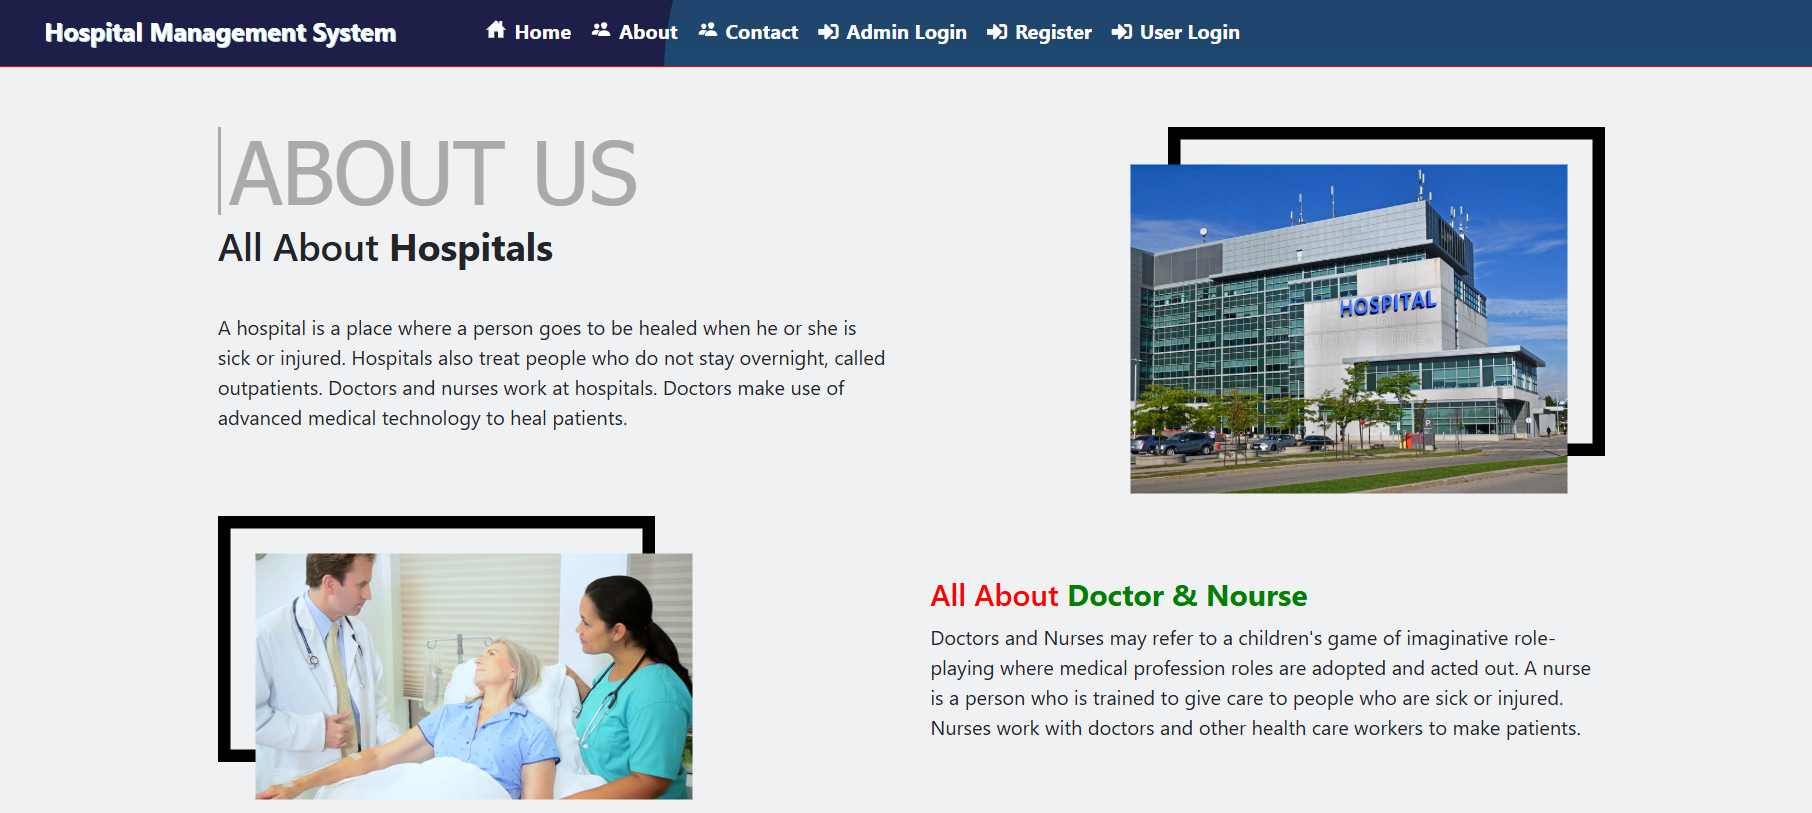 Hospital Management System
Home About Contact Admin Login Register User Login
ABOUT US
All About Hospitals
A hospital is a place where a person goes to be healed when he or she is
sick or injured. Hospitals also treat people who do not stay overnight, called
outpatients. Doctors and nurses work at hospitals. Doctors make use of
advanced medical technology to heal patients.
HOSPITAL
All About Doctor & Nourse
Doctors and Nurses may refer to a children's game of imaginative role-
playing where medical profession roles are adopted and acted out. A nurse
is a person who is trained to give care to people who are sick or injured.
Nurses work with doctors and other health care workers to make patients.